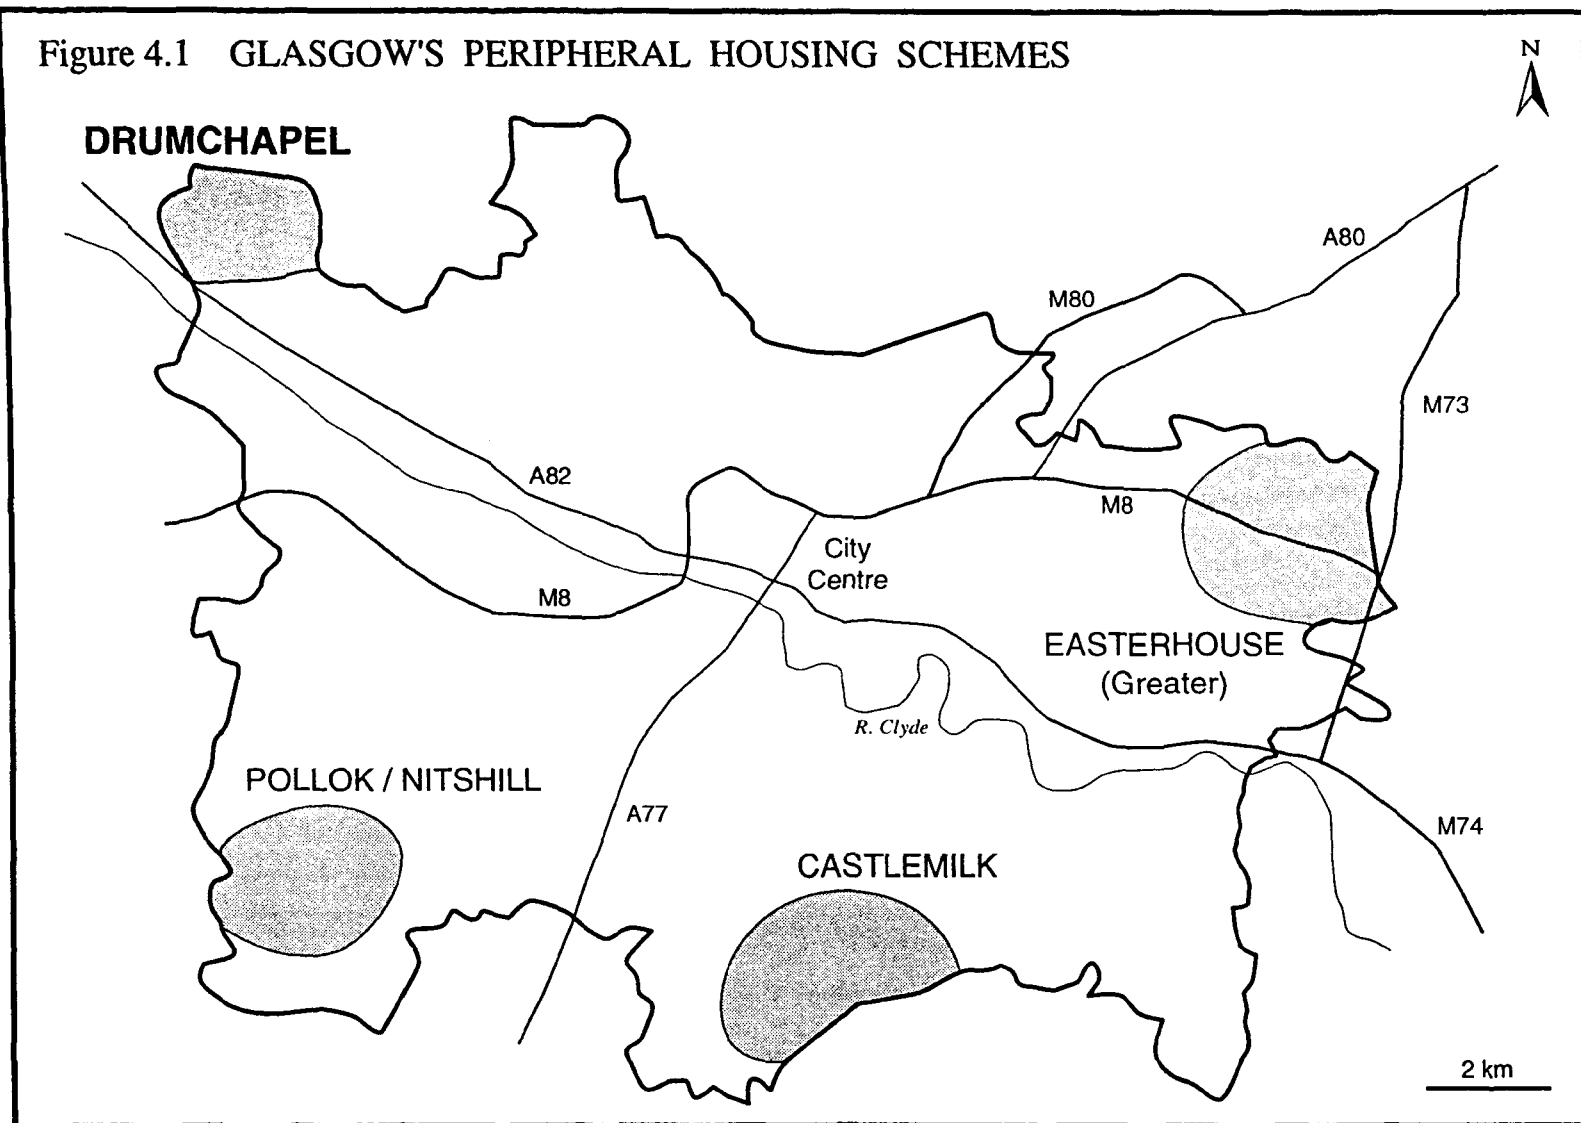 Figure 4.1 GLASGOW'S PERIPHERAL HOUSING SCHEMES
N
DRUMCHAPEL
A80
M80
M73
A82
M8
City
Centre
M8
EASTERHOUSE
(Greater)
R. Clyde
POLLOK / NITSHILL
A77
CASTLEMILK
M74
2 km